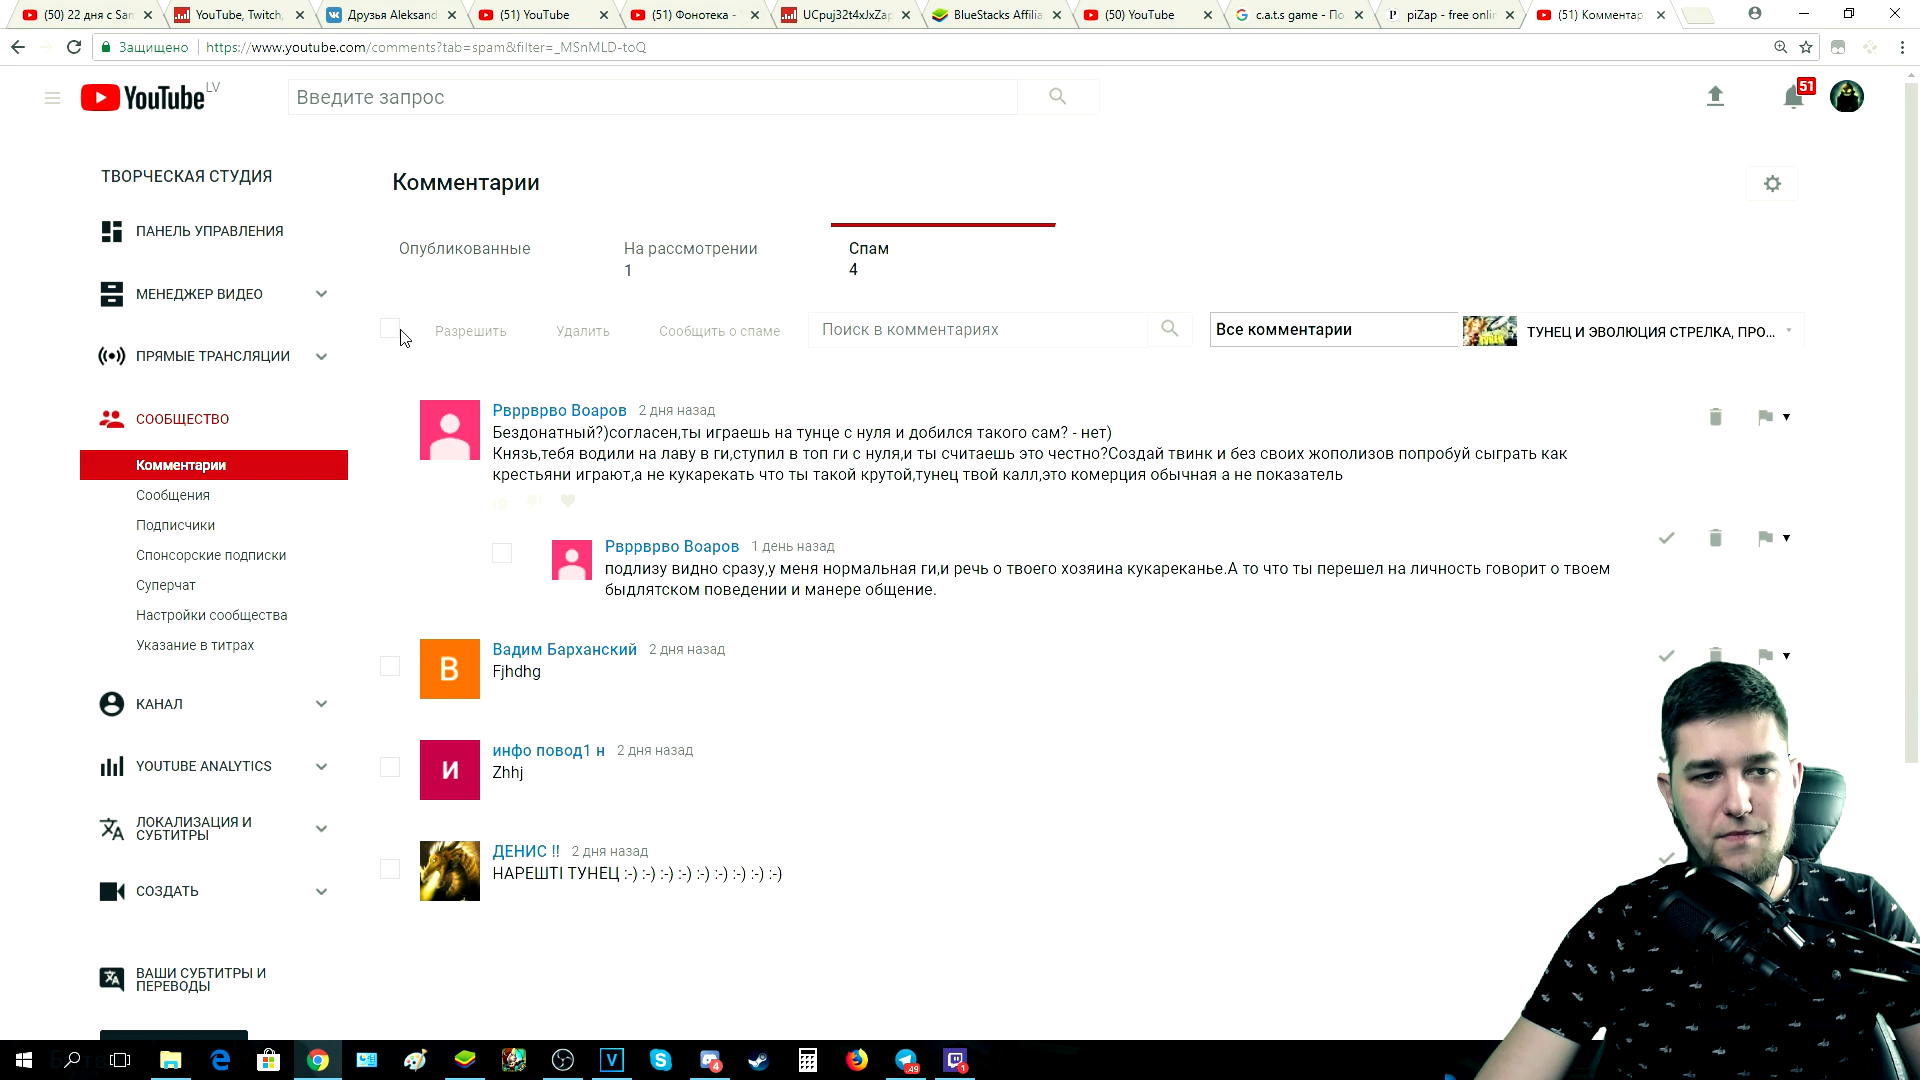 (50) 22 дня с San
YouTube, Twitch,
Друзья Aleksand
(51) YouTube
(51) Фонотека -
UCpuj32t4xJxZap
BlueStacks Affilia
(50) YouTube
c.a.t.s game - По
piZap - free onlin
(51) Комментар
Защищено
https://www.youtube.com/comments?tab=spam&filter=_MSnMLD-toQ
YouTube LV
Введите запрос
51
ТВОРЧЕСКАЯ СТУДИЯ
ПАНЕЛЬ УПРАВЛЕНИЯ
МЕНЕДЖЕР ВИДЕО
ПРЯМЫЕ ТРАНСЛЯЦИИ
СООБЩЕСТВО
Комментарии
Сообщения
Подписчики
Спонсорские подписки
Суперчат
Настройки сообщества
Указание в титрах
КАНАЛ
YOUTUBE ANALYTICS
ЛОКАЛИЗАЦИЯ И
СУБТИТРЫ
СОЗДАТЬ
ВАШИ СУБТИТРЫ И
ПЕРЕВОДЫ
Комментарии
Опубликованные
На рассмотрении
1
Спам
4
Разрешить
Удалить
Сообщить о спаме
Поиск в комментариях
Все комментарии
ТУНЕЦ И ЭВОЛЮЦИЯ СТРЕЛКА, ПРО...
Рврррврво Воаров 2 дня назад
Бездонатный?)согласен,ты играешь на тунце с нуля и добился такого сам? - нет)
Князь,тебя водили на лаву в ги,ступил в топ ги с нуля,и ты считаешь это честно?Создай твинк и без своих жополизов попробуй сыграть как
крестьяни играют,а не кукарекать что ты такой крутой,тунец твой калл,это комерция обычная а не показатель
Рврррврво Воаров 1 день назад
подлизу видно сразу,у меня нормальная ги,и речь о твоего хозяина кукареканье.А то что ты перешел на личность говорит о твоем
быдлятском поведении и манере общение.
В
Вадим Барханский 2 дня назад
Fjhdhg
И
инфо повод1 н 2 дня назад
Zhhj
ДЕНИС !! 2 дня назад
НАРЕШТІ ТУНЕЦ :-) :-) :-) :-) :-) :-) :-) :-) :-)
4
49
1